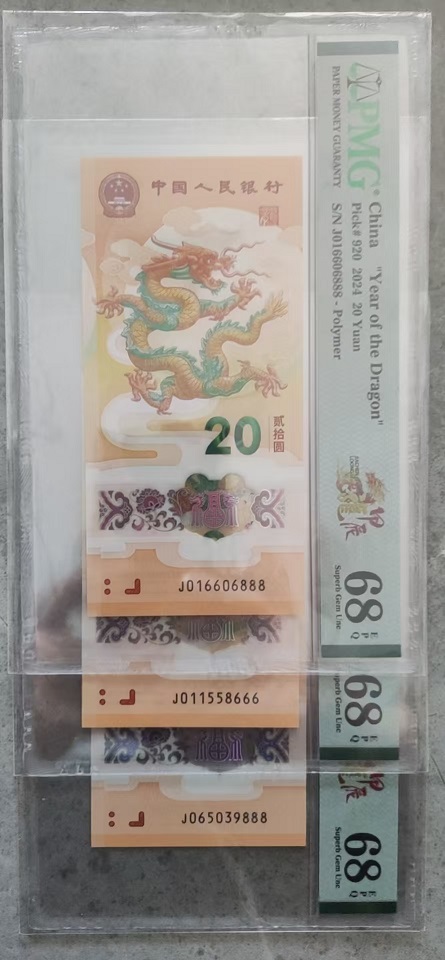 中国人民银行
20
贰拾圆
J016606888
J011558666
J065039888
PMG
PAPER MONEY GUARANTY
China "Year of the Dragon"
Pick# 920 2024 20 Yuan
S/N J016606888 - Polymer
甲辰
68 EPQ
Superb Gem Unc
68 EPQ
Superb Gem Unc
68 EPQ
Superb Gem Unc